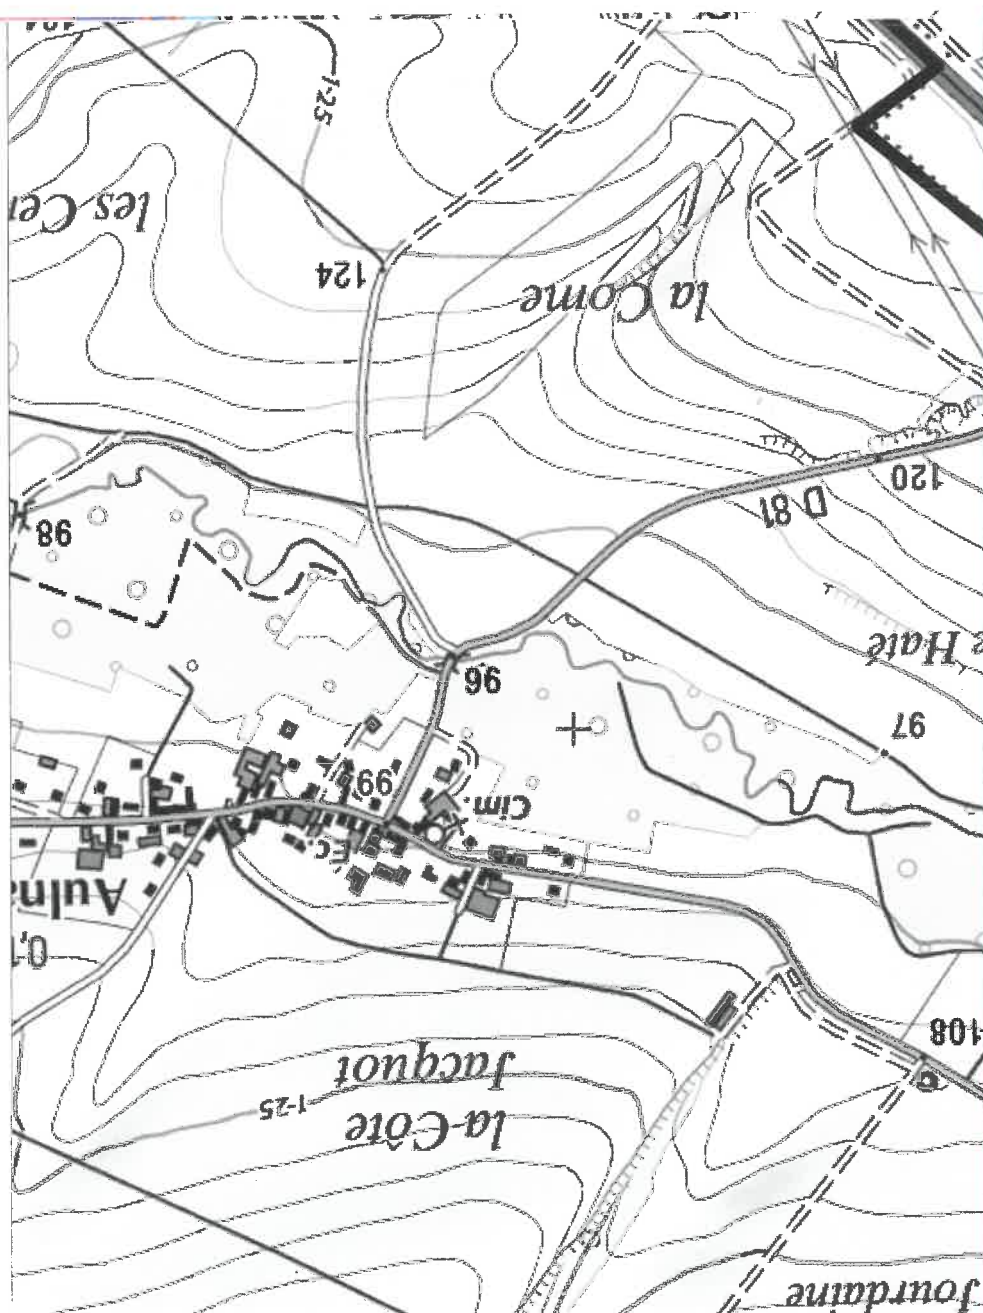 Jourdaine
la Côte
125
Jacquot
108
Aulna
Ec.
Cim.
99
97
96
e Haté
98
D 81
120
la Come
124
les Cer
125